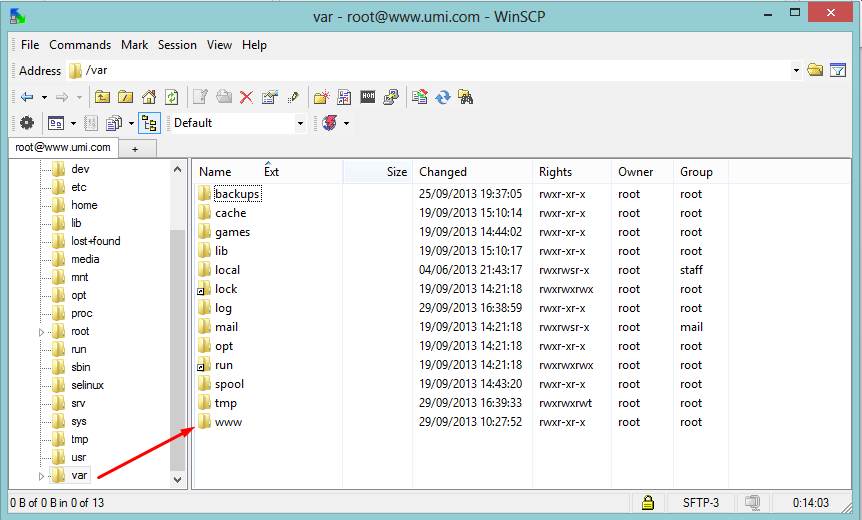 var - root@www.umi.com - WinSCP
File Commands Mark Session View Help
Address /var
Default
root@www.umi.com +
dev
etc
home
lib
lost+found
media
mnt
opt
proc
root
run
sbin
selinux
srv
sys
tmp
usr
var
Name Ext Size Changed Rights Owner Group
backups 25/09/2013 19:37:05 rwxr-xr-x root root
cache 19/09/2013 15:10:14 rwxr-xr-x root root
games 19/09/2013 14:44:02 rwxr-xr-x root root
lib 19/09/2013 15:10:17 rwxr-xr-x root root
local 04/06/2013 21:43:17 rwxrwsr-x root staff
lock 19/09/2013 14:21:18 rwxrwxrwx root root
log 29/09/2013 16:38:59 rwxr-xr-x root root
mail 19/09/2013 14:21:18 rwxrwsr-x root mail
opt 19/09/2013 14:21:18 rwxr-xr-x root root
run 19/09/2013 14:21:18 rwxrwxrwx root root
spool 19/09/2013 14:43:20 rwxr-xr-x root root
tmp 29/09/2013 16:39:33 rwxrwxrwt root root
www 29/09/2013 10:27:52 rwxr-xr-x root root
0 B of 0 B in 0 of 13 SFTP-3 0:14:03